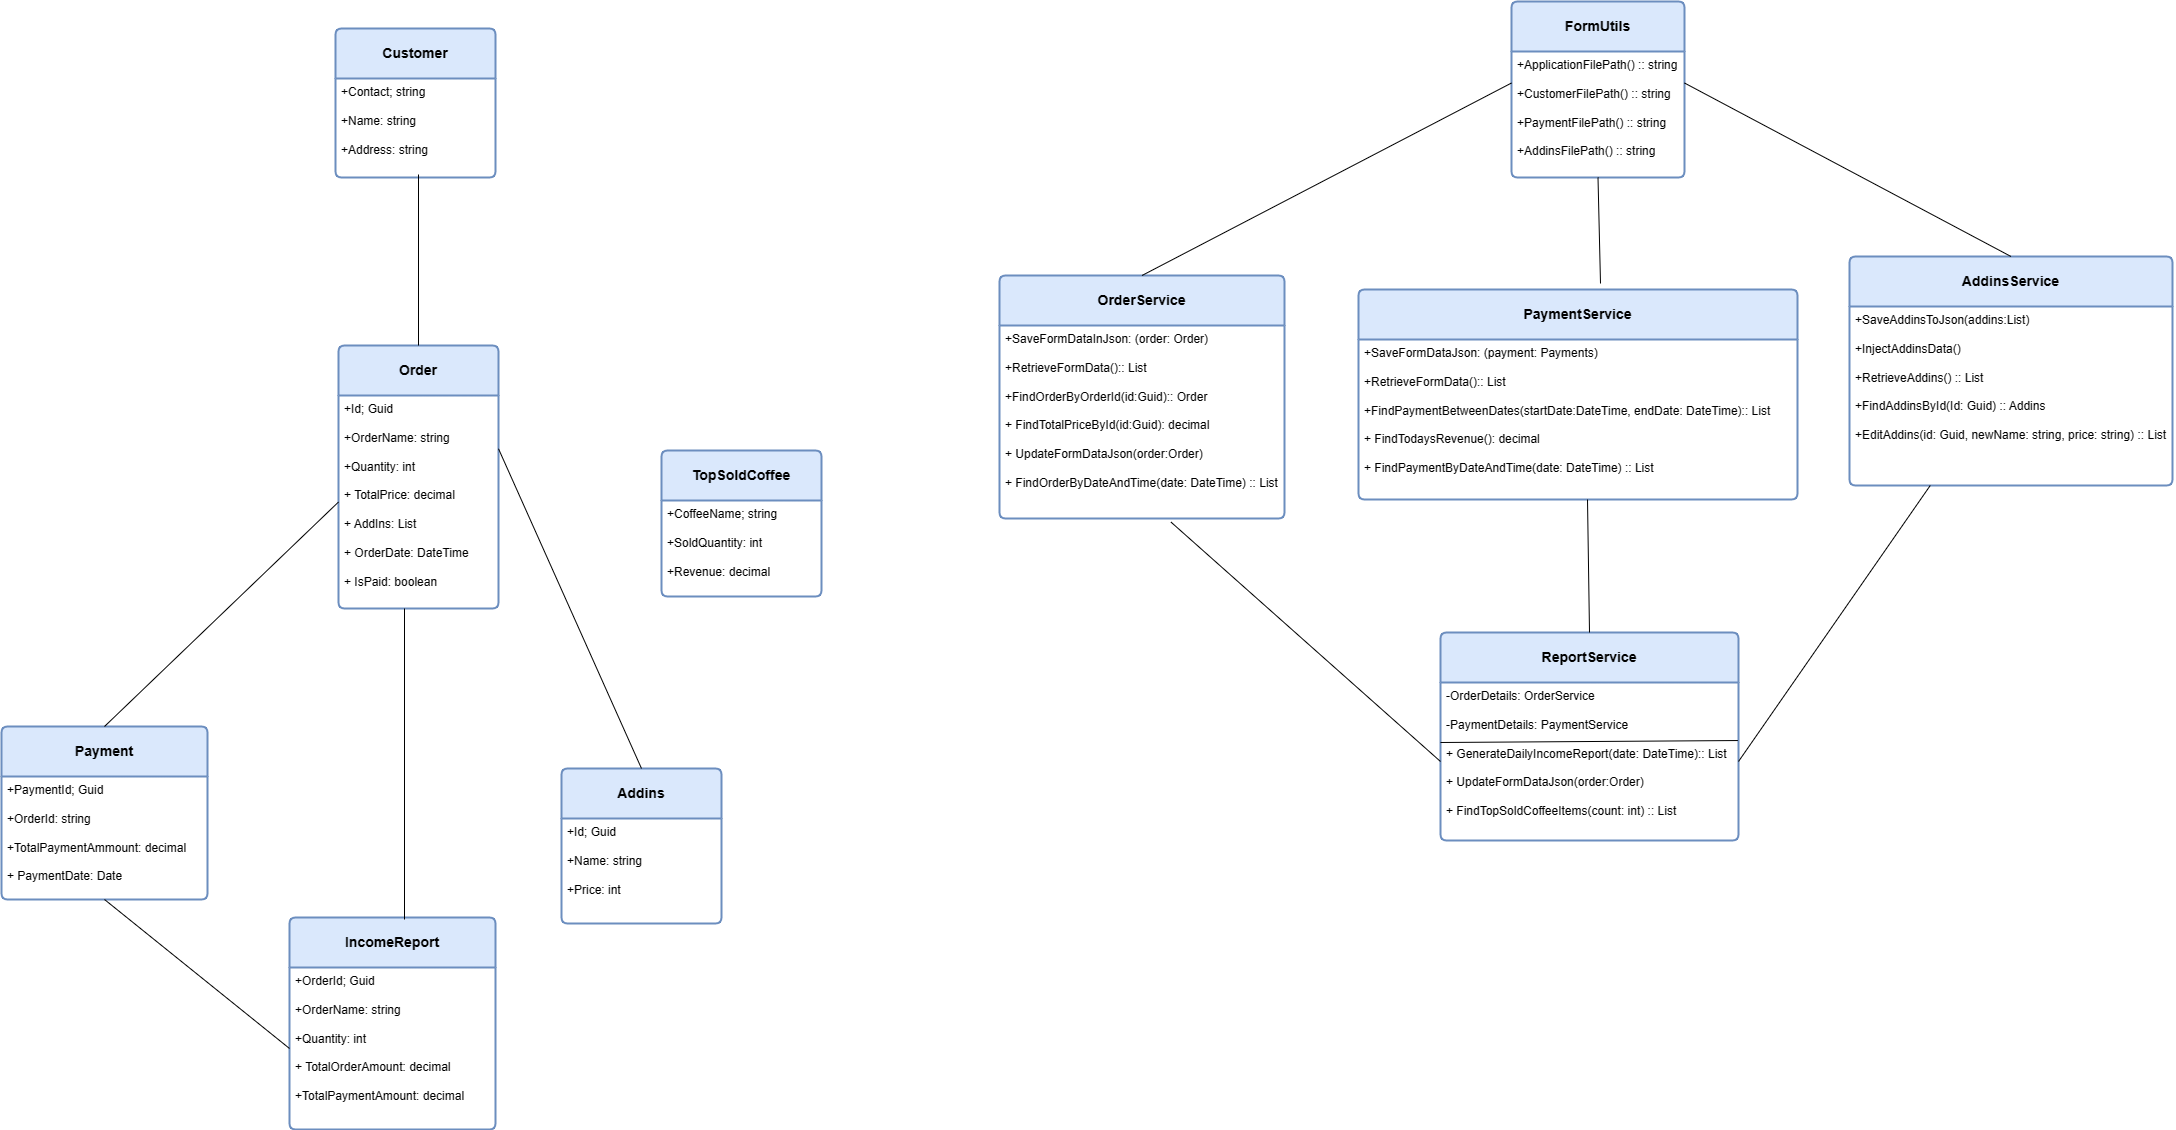 Customer
+Contact; string
+Name: string
+Address: string
Order
+Id; Guid
+OrderName: string
+Quantity: int
+ TotalPrice: decimal
+ AddIns: List
+ OrderDate: DateTime
+ IsPaid: boolean
TopSoldCoffee
+CoffeeName; string
+SoldQuantity: int
+Revenue: decimal
Payment
+PaymentId; Guid
+OrderId: string
+TotalPaymentAmmount: decimal
+ PaymentDate: Date
Addins
+Id; Guid
+Name: string
+Price: int
IncomeReport
+OrderId; Guid
+OrderName: string
+Quantity: int
+ TotalOrderAmount: decimal
+TotalPaymentAmount: decimal
FormUtils
+ApplicationFilePath() :: string
+CustomerFilePath() :: string
+PaymentFilePath() :: string
+AddinsFilePath() :: string
OrderService
+SaveFormDataInJson: (order: Order)
+RetrieveFormData():: List
+FindOrderByOrderId(id:Guid):: Order
+ FindTotalPriceById(id:Guid): decimal
+ UpdateFormDataJson(order:Order)
+ FindOrderByDateAndTime(date: DateTime) :: List
PaymentService
+SaveFormDataJson: (payment: Payments)
+RetrieveFormData():: List
+FindPaymentBetweenDates(startDate:DateTime, endDate: DateTime):: List
+ FindTodaysRevenue(): decimal
+ FindPaymentByDateAndTime(date: DateTime) :: List
AddinsService
+SaveAddinsToJson(addins:List)
+InjectAddinsData()
+RetrieveAddins() :: List
+FindAddinsById(Id: Guid) :: Addins
+EditAddins(id: Guid, newName: string, price: string) :: List
ReportService
-OrderDetails: OrderService
-PaymentDetails: PaymentService
+ GenerateDailyIncomeReport(date: DateTime):: List
+ UpdateFormDataJson(order:Order)
+ FindTopSoldCoffeeItems(count: int) :: List